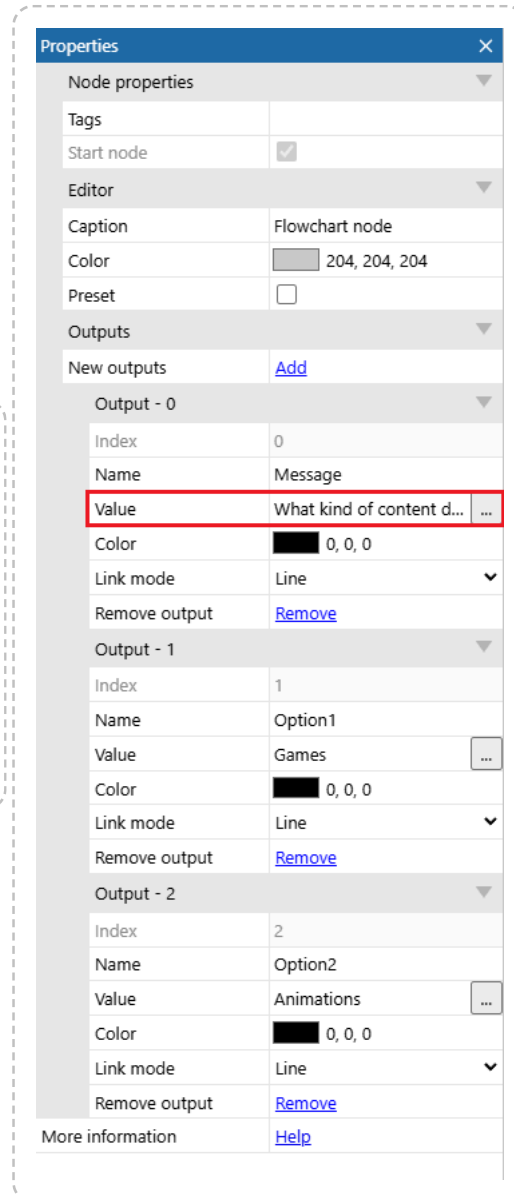 Properties
Node properties
Tags
Start node
Editor
Caption Flowchart node
Color 204, 204, 204
Preset
Outputs
New outputs Add
Output - 0
Index 0
Name Message
Value What kind of content d... ...
Color 0, 0, 0
Link mode Line
Remove output Remove
Output - 1
Index 1
Name Option1
Value Games ...
Color 0, 0, 0
Link mode Line
Remove output Remove
Output - 2
Index 2
Name Option2
Value Animations ...
Color 0, 0, 0
Link mode Line
Remove output Remove
More information Help